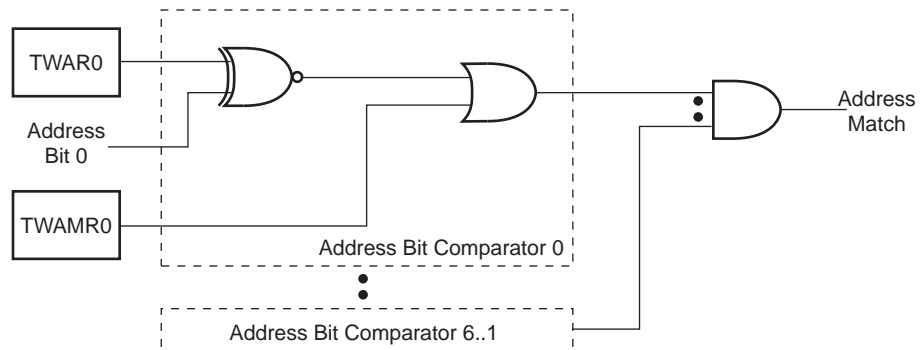 TWAR0
Address
Bit 0
TWAMR0
Address Bit Comparator 0
Address Bit Comparator 6..1
Address
Match